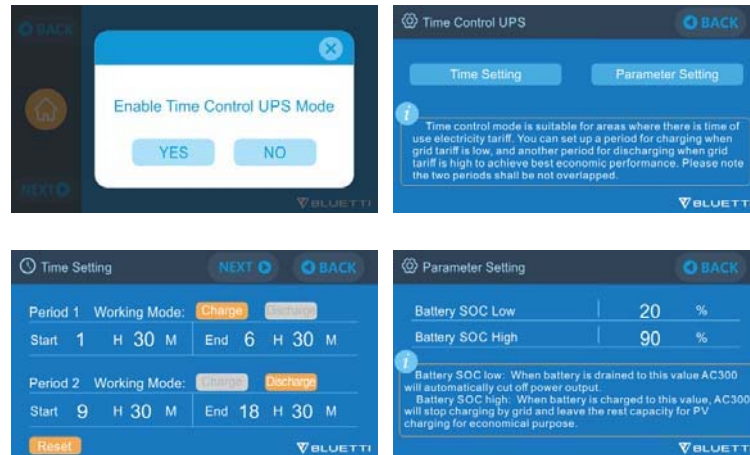 BACK
Enable Time Control UPS Mode
YES NO
NEXT
BLUETTI
Time Control UPS BACK
Time Setting Parameter Setting
i
Time control mode is suitable for areas where there is time of
use electricity tariff. You can set up a period for charging when
grid tariff is low, and another period for discharging when grid
tariff is high to achieve best economic performance. Please note
the two periods shall be not overlapped.
BLUETT
Time Setting NEXT BACK
Period 1 Working Mode: Charge Discharge
Start 1 H 30 M End 6 H 30 M
Period 2 Working Mode: Charge Discharge
Start 9 H 30 M End 18 H 30 M
Reset BLUETTI
Parameter Setting BACK
Battery SOC Low 20 %
Battery SOC High 90 %
i
Battery SOC low: When battery is drained to this value AC300
will automatically cut off power output.
Battery SOC high: When battery is charged to this value, AC300
will stop charging by grid and leave the rest capacity for PV
charging for economical purpose.
BLUETT